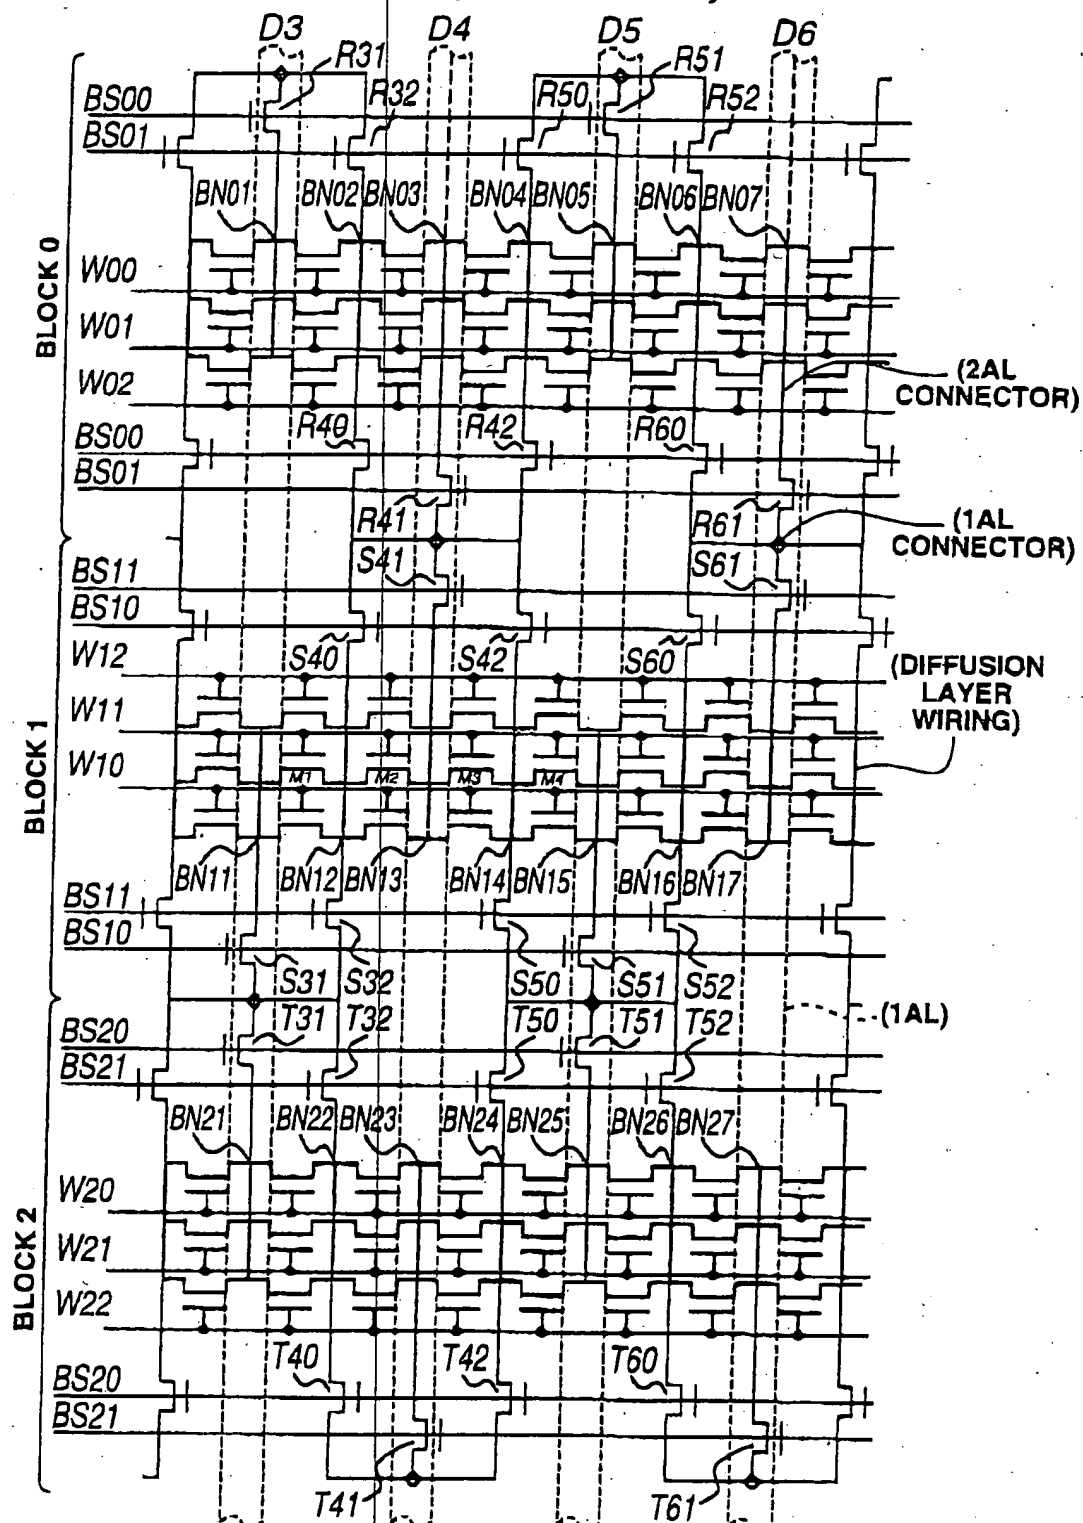 D3 D4 D5 D6
R31 R51
BS00 R32 R50 R52
BS01
BN01 BN02 BN03 BN04 BN05 BN06 BN07
BLOCK 0
W00
W01
W02
(2AL
CONNECTOR)
BS00 R40 R42 R60
BS01
R41 R61
(1AL
CONNECTOR)
S41 S61
BS11
BS10
W12 S40 S42 S60
(DIFFUSION
LAYER
WIRING)
W11
BLOCK 1
W10
M1 M2 M3 M4
BN11 BN12 BN13 BN14 BN15 BN16 BN17
BS11
BS10
S31 S32 S50 S51 S52
T31 T32 T50 T51 T52
(1AL)
BS20
BS21
BN21 BN22 BN23 BN24 BN25 BN26 BN27
W20
W21
BLOCK 2
W22
T40 T42 T60
BS20
BS21
T41 T61